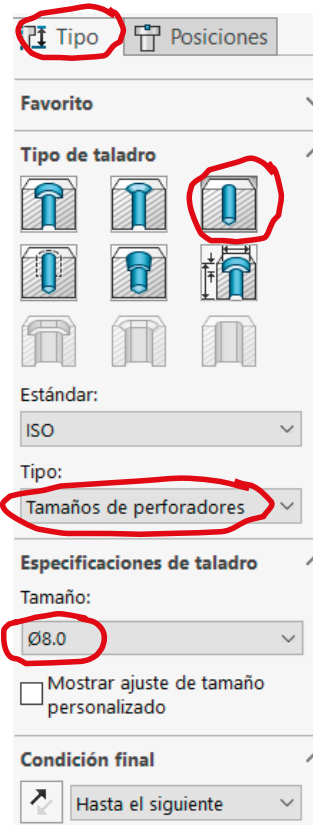 Tipo
Posiciones
Favorito
Tipo de taladro
Estándar:
ISO
Tipo:
Tamaños de perforadores
Especificaciones de taladro
Tamaño:
Ø8.0
Mostrar ajuste de tamaño
personalizado
Condición final
Hasta el siguiente